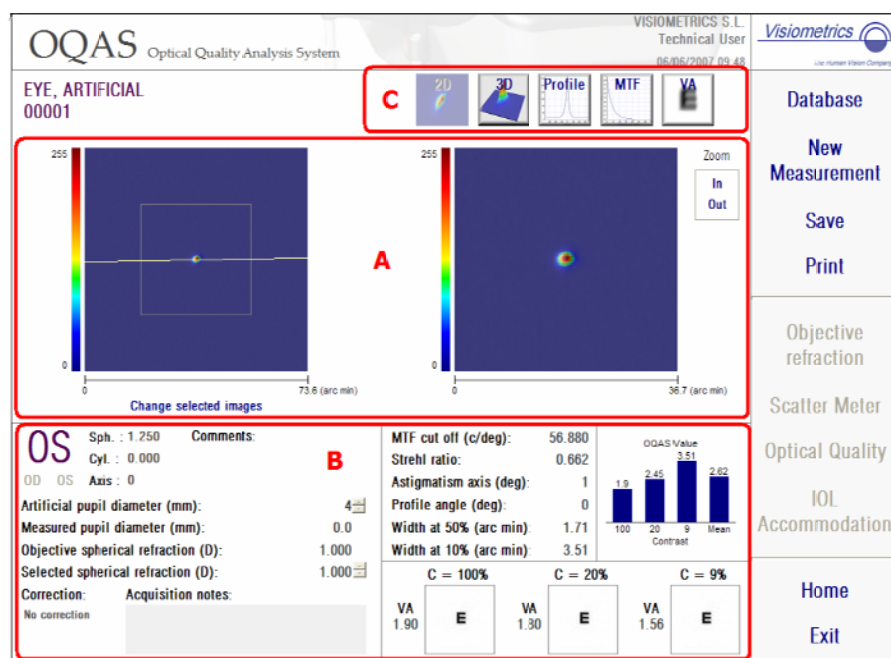 OQAS Optical Quality Analysis System
VISIOMETRICS S.L.
Technical User
06/06/2007 09:48
Visiometrics
EYE, ARTIFICIAL
00001
C
2D
3D
Profile
MTF
VA
E
Database
New
Measurement
Save
Print
Objective
refraction
Scatter Meter
Optical Quality
IOL
Accommodation
Home
Exit
255
0
0
73.6 (arc min)
Change selected images
A
255
0
0
36.7 (arc min)
Zoom
In
Out
OS
OD OS
Sph. : 1.250
Cyl. : 0.000
Axis : 0
Comments:
B
Artificial pupil diameter (mm): 4
Measured pupil diameter (mm): 0.0
Objective spherical refraction (D): 1.000
Selected spherical refraction (D): 1.000
Correction: Acquisition notes:
No correction
MTF cut off (c/deg): 56.880
Strehl ratio: 0.662
Astigmatism axis (deg): 1
Profile angle (deg): 0
Width at 50% (arc min): 1.71
Width at 10% (arc min): 3.51
OQAS Value
1.9
2.45
3.51
2.62
100 20 9 Mean
Contrast
C = 100% C = 20% C = 9%
VA
1.90
E
VA
1.80
E
VA
1.56
E